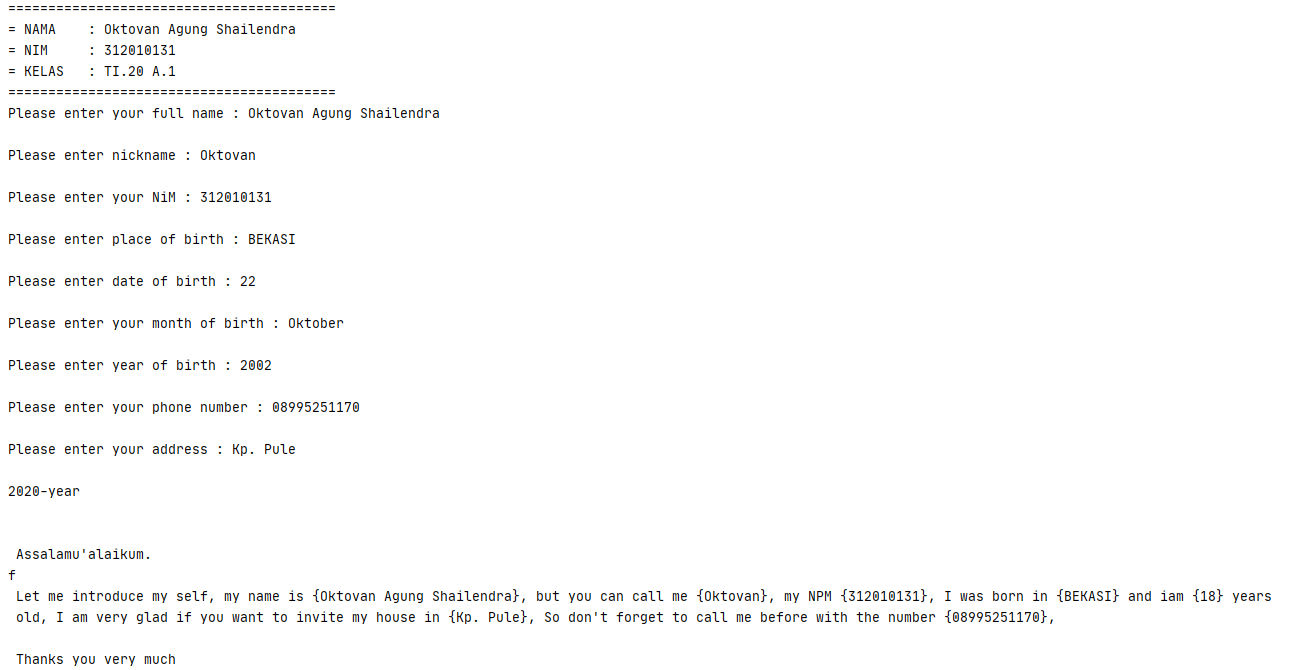 =========================================
= NAMA    : Oktovan Agung Shailendra
= NIM     : 312010131
= KELAS   : TI.20 A.1
=========================================
Please enter your full name : Oktovan Agung Shailendra
Please enter nickname : Oktovan
Please enter your NiM : 312010131
Please enter place of birth : BEKASI
Please enter date of birth : 22
Please enter your month of birth : Oktober
Please enter year of birth : 2002
Please enter your phone number : 08995251170
Please enter your address : Kp. Pule
2020-year
Assalamu'alaikum.
f
Let me introduce my self, my name is {Oktovan Agung Shailendra}, but you can call me {Oktovan}, my NPM {312010131}, I was born in {BEKASI} and iam {18} years
old, I am very glad if you want to invite my house in {Kp. Pule}, So don't forget to call me before with the number {08995251170},
Thanks you very much